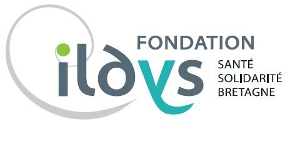 FONDATION
ildys
SANTÉ
SOLIDARITÉ
BRETAGNE